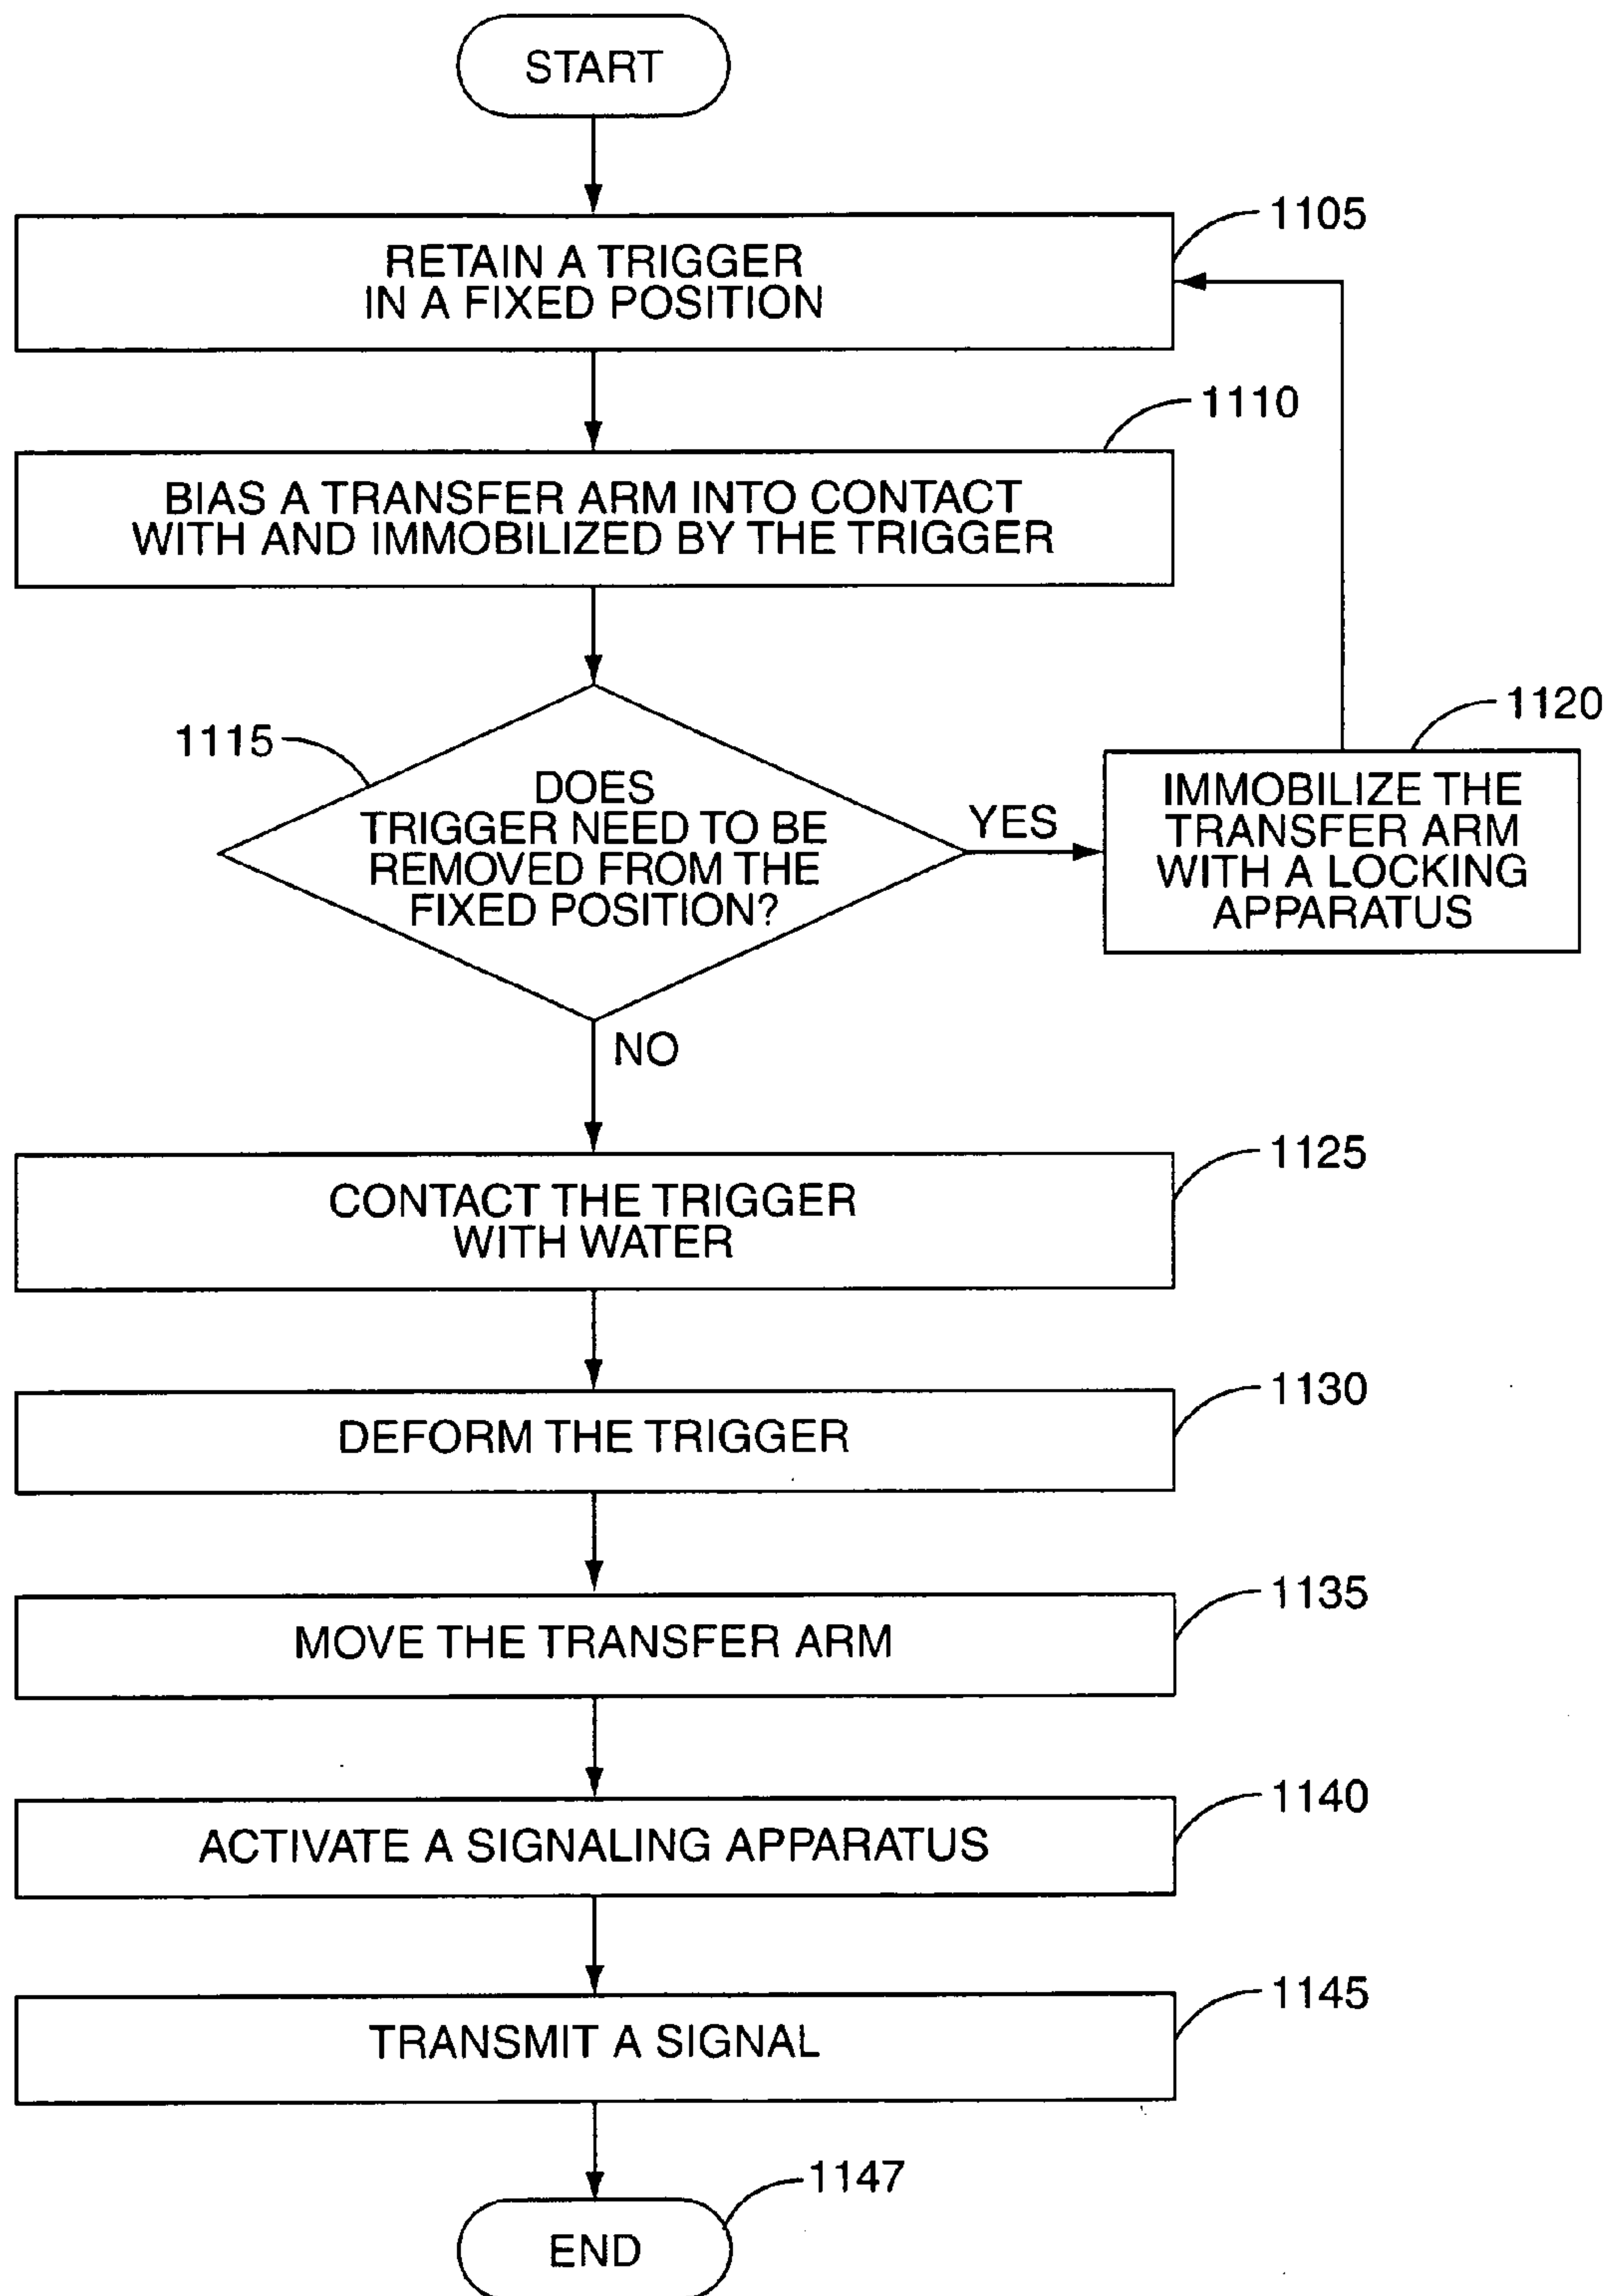 START
1105
RETAIN A TRIGGER
IN A FIXED POSITION
1110
BIAS A TRANSFER ARM INTO CONTACT
WITH AND IMMOBILIZED BY THE TRIGGER
1115
DOES
TRIGGER NEED TO BE
REMOVED FROM THE
FIXED POSITION?
YES
1120
IMMOBILIZE THE
TRANSFER ARM
WITH A LOCKING
APPARATUS
NO
1125
CONTACT THE TRIGGER
WITH WATER
1130
DEFORM THE TRIGGER
1135
MOVE THE TRANSFER ARM
1140
ACTIVATE A SIGNALING APPARATUS
1145
TRANSMIT A SIGNAL
1147
END